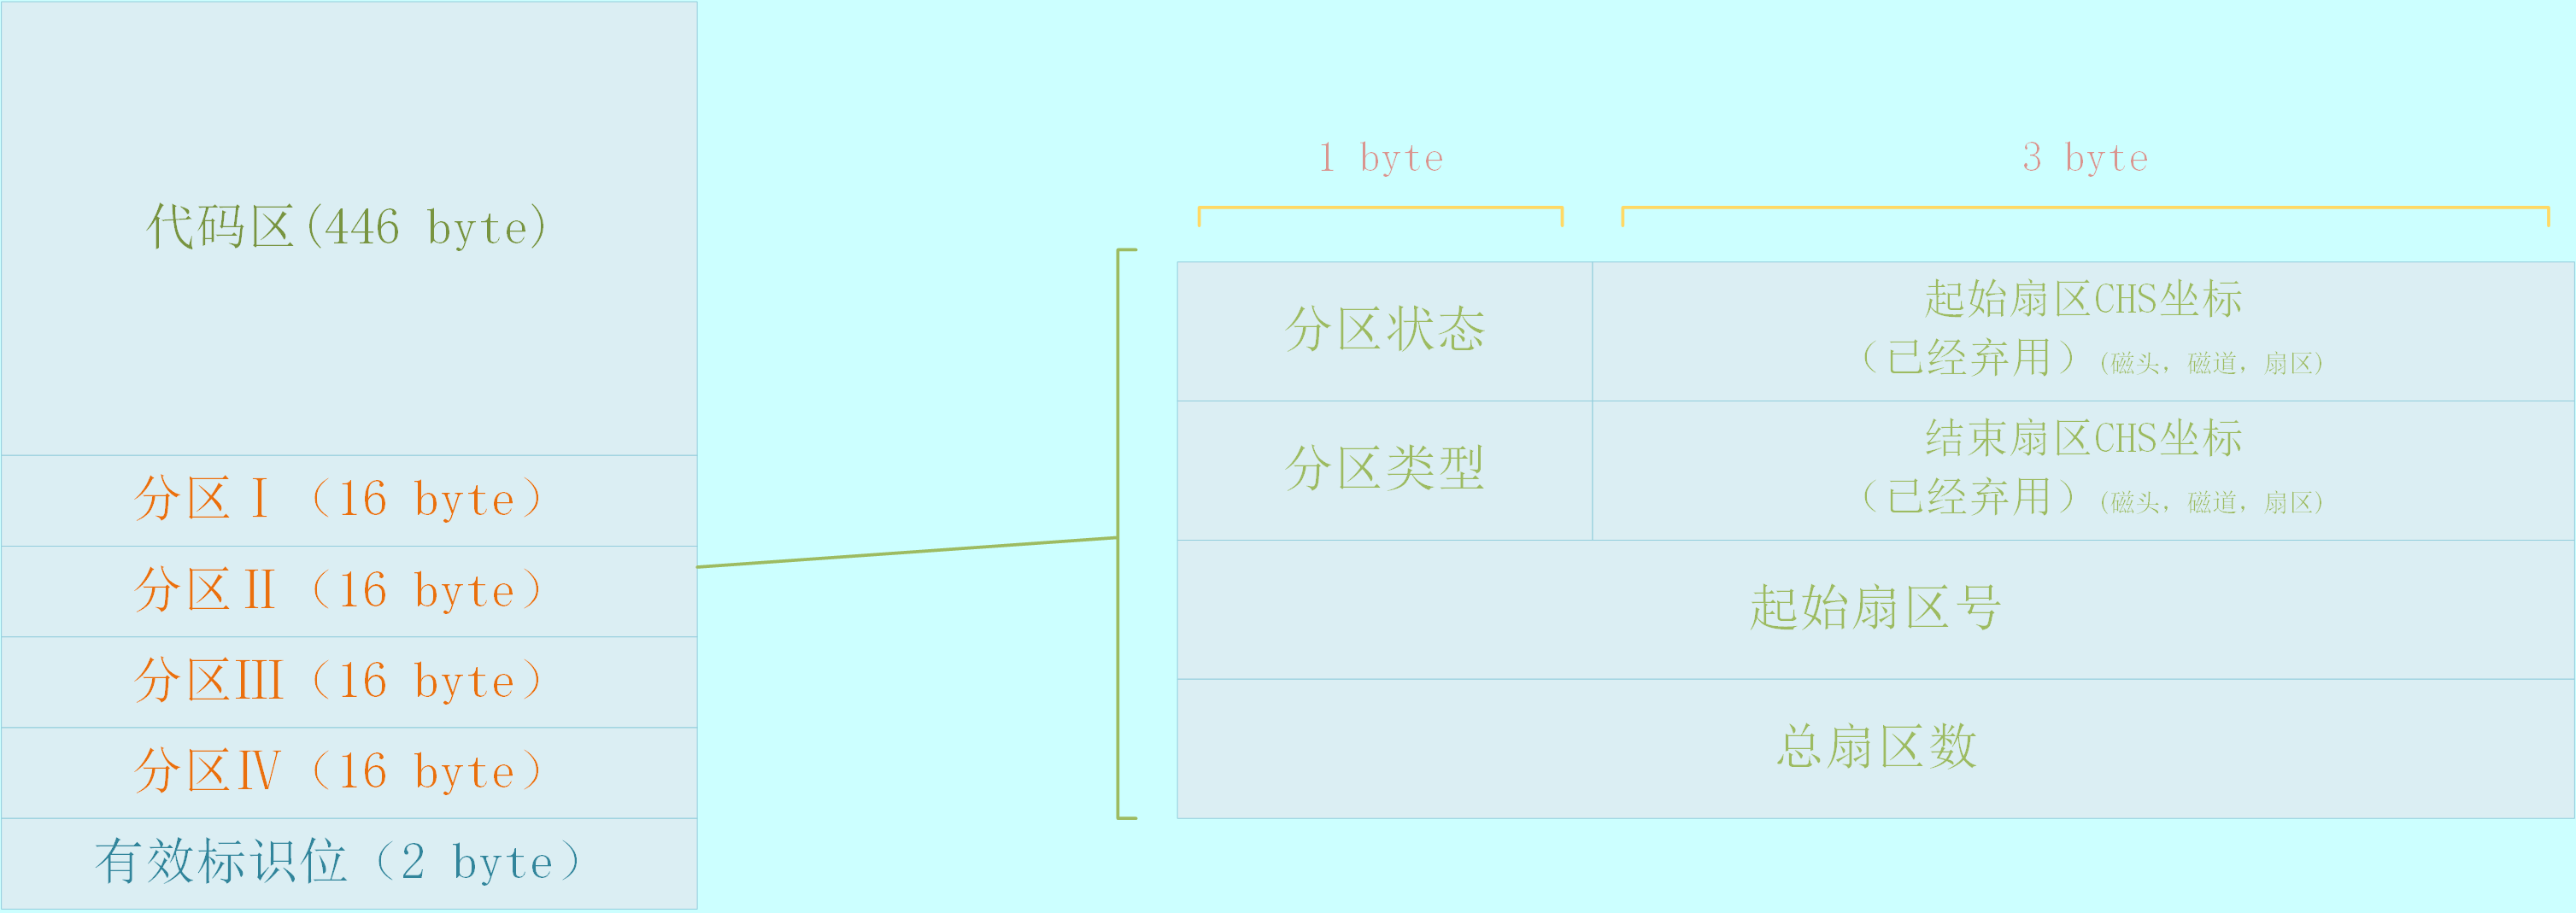 代码区(446 byte)
分区Ⅰ（16 byte）
分区Ⅱ（16 byte）
分区Ⅲ（16 byte）
分区Ⅳ（16 byte）
有效标识位（2 byte）
1 byte
3 byte
分区状态
起始扇区CHS坐标
（已经弃用）(磁头，磁道，扇区)
分区类型
结束扇区CHS坐标
（已经弃用）(磁头，磁道，扇区)
起始扇区号
总扇区数